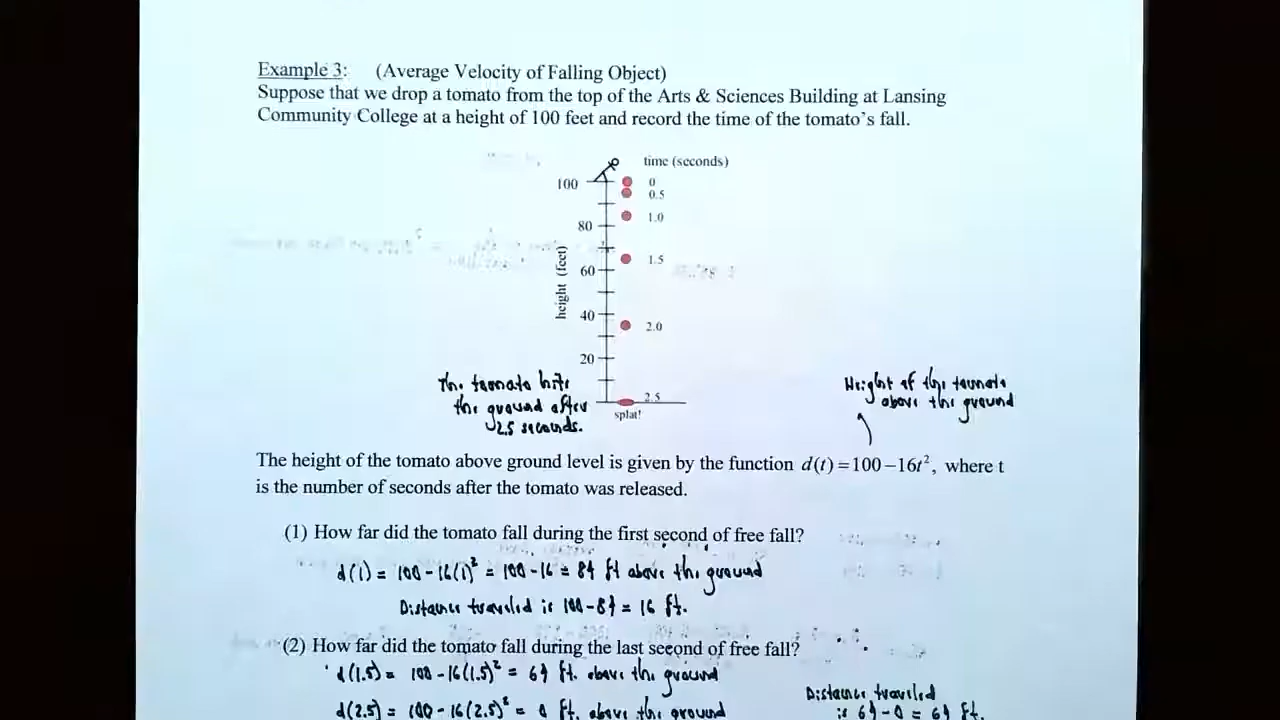 Example 3: (Average Velocity of Falling Object)
Suppose that we drop a tomato from the top of the Arts & Sciences Building at Lansing
Community College at a height of 100 feet and record the time of the tomato's fall.
time (seconds)
100
0
0.5
1.0
80
1.5
60
height (feet)
40
2.0
20
2.5
splat!
The tomato hits
the ground after
2.5 seconds.
Height of the tomato
above the ground
The height of the tomato above ground level is given by the function d(t) = 100 − 16t², where t
is the number of seconds after the tomato was released.
(1) How far did the tomato fall during the first second of free fall?
d(1) = 100 - 16(1)² = 100 - 16 = 84 ft above the ground
Distance traveled is 100 - 84 = 16 ft.
(2) How far did the tomato fall during the last second of free fall?
d(1.5) = 100 - 16(1.5)² = 64 ft. above the ground
d(2.5) = 100 - 16(2.5)² = 0 ft. above the ground
Distance traveled
is 64 - 0 = 64 ft.